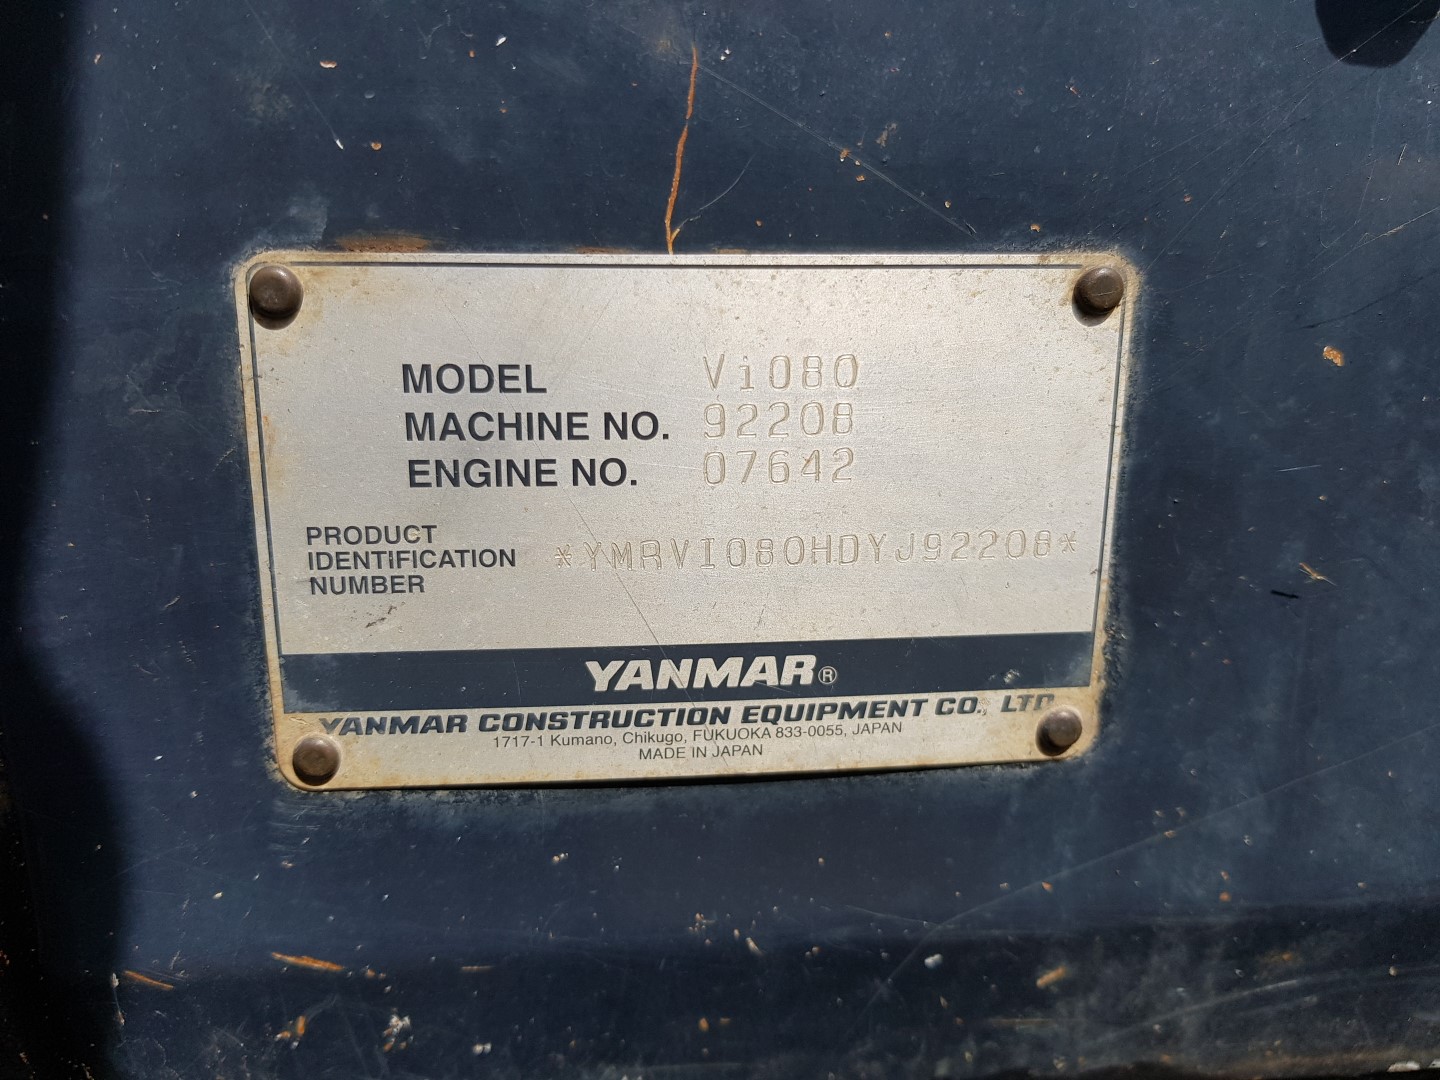 MODEL Vi080
MACHINE NO. 92208
ENGINE NO. 07642
PRODUCT IDENTIFICATION NUMBER *YMRVI080HDYJ92208*
YANMAR®
YANMAR CONSTRUCTION EQUIPMENT CO., LTD.
1717-1 Kumano, Chikugo, FUKUOKA 833-0055, JAPAN
MADE IN JAPAN